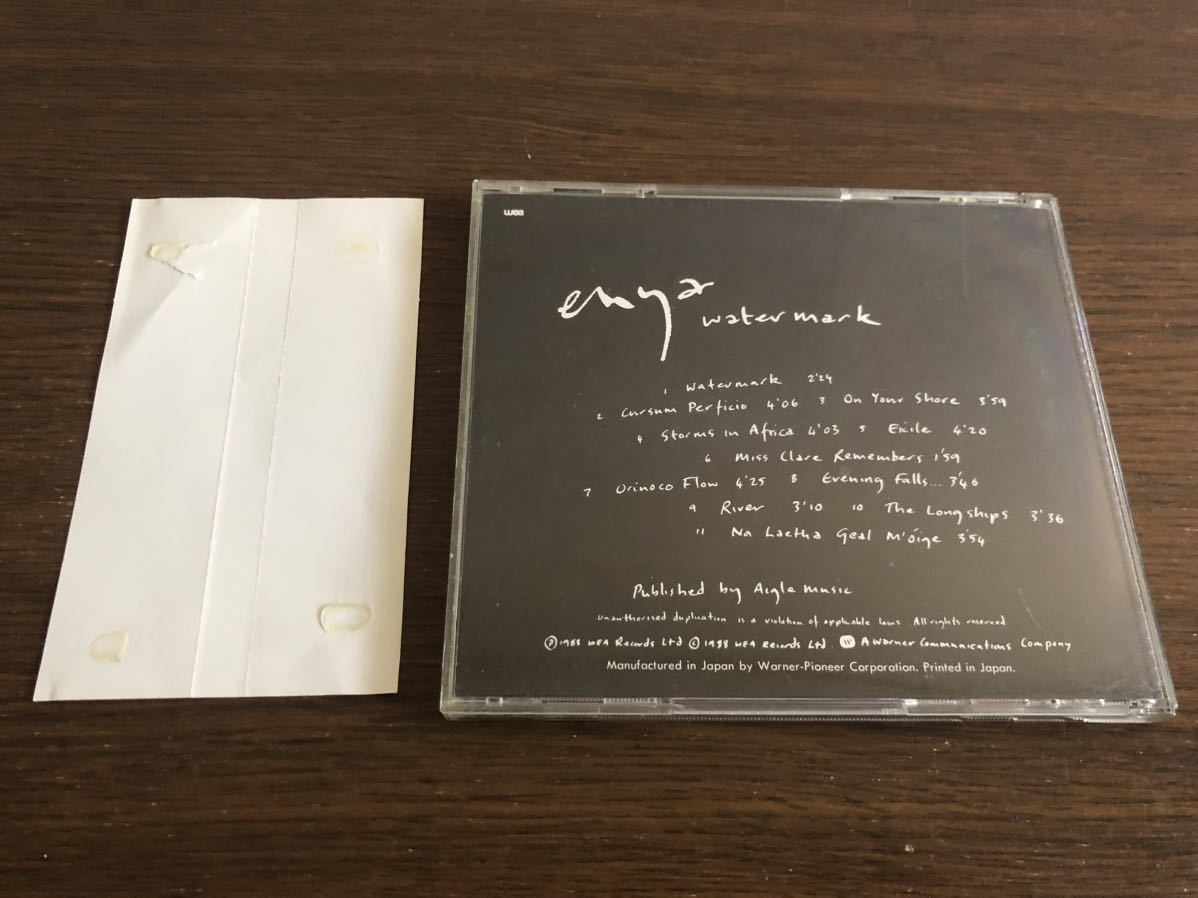 wea
enya
watermark
1 Watermark 2'24
2 Cursum Perficio 4'06 3 On Your Shore 3'59
4 Storms in Africa 4'03 5 Exile 4'20
6 Miss Clare Remembers 1'59
7 Orinoco Flow 4'25 8 Evening Falls... 3'46
9 River 3'10 10 The Longships 3'36
11 Na Laetha Geal M'óige 3'54
Published by Aigle Music
Unauthorised duplication is a violation of applicable laws All rights reserved
℗ 1988 WEA Records Ltd © 1988 WEA Records Ltd. A Warner Communications Company
Manufactured in Japan by Warner-Pioneer Corporation. Printed in Japan.